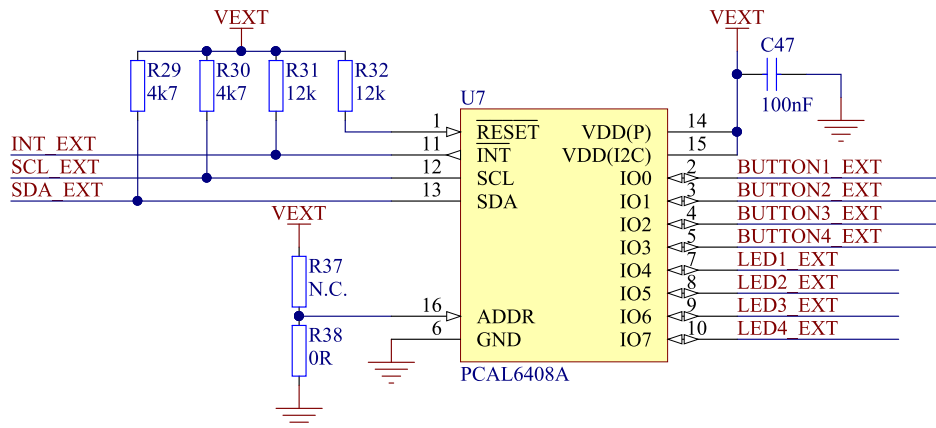 VEXT
VEXT
R29
4k7
R30
4k7
R31
12k
R32
12k
C47
100nF
U7
1
RESET
VDD(P)
14
INT_EXT
11
INT
VDD(I2C)
15
SCL_EXT
12
SCL
IO0
2
BUTTON1_EXT
SDA_EXT
13
SDA
IO1
3
BUTTON2_EXT
IO2
4
BUTTON3_EXT
IO3
5
BUTTON4_EXT
VEXT
IO4
7
LED1_EXT
R37
N.C.
IO5
8
LED2_EXT
16
ADDR
IO6
9
LED3_EXT
R38
0R
6
GND
IO7
10
LED4_EXT
PCAL6408A